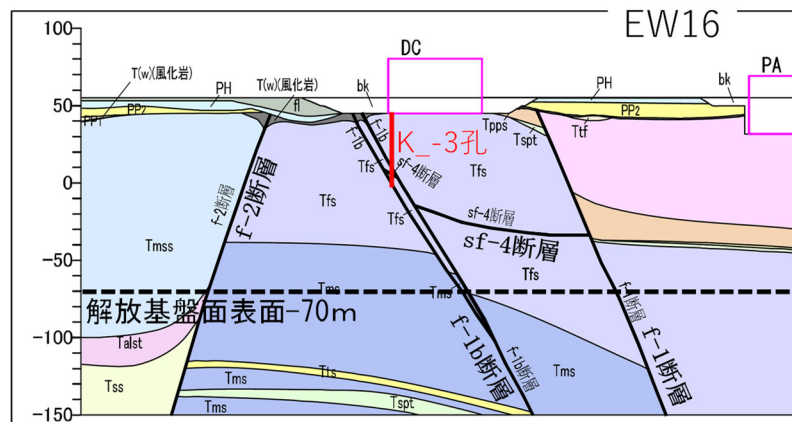 EW16
100
50
0
-50
-100
-150
DC
PA
T(w)(風化岩)
PH
T(w)(風化岩)
fl
bk
PP1
PP2
f-1b
f-1b
K_-3孔
Tpps
Tspt
PH
PP2
Ttf
bk
f-2断層
f-2断層
Tfs
Tfs
Tfs
sf-4断層
Tfs
sf-4断層
sf-4断層
Tfs
Tmss
Tms
Tms
解放基盤面表面-70m
f-1断層
f-1断層
Talst
Tss
Tms
Tts
Tms
Tspt
f-1b断層
f-1b断層
Tms